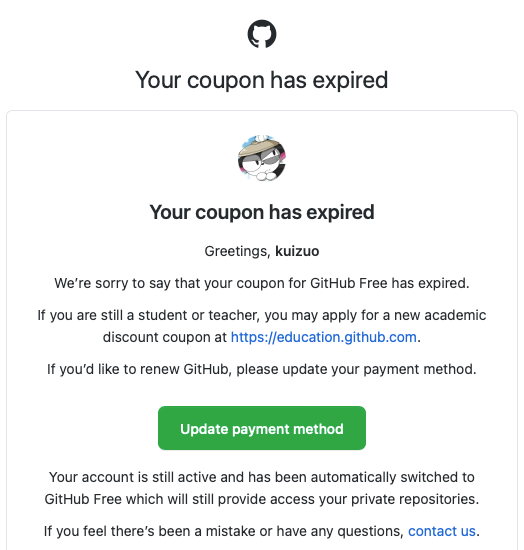 Your coupon has expired
Your coupon has expired
Greetings, kuizuo
We’re sorry to say that your coupon for GitHub Free has expired.
If you are still a student or teacher, you may apply for a new academic
discount coupon at https://education.github.com.
If you’d like to renew GitHub, please update your payment method.
Update payment method
Your account is still active and has been automatically switched to
GitHub Free which will still provide access your private repositories.
If you feel there’s been a mistake or have any questions, contact us.